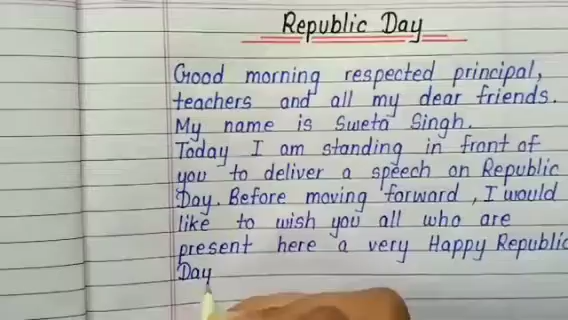 Republic Day
Good morning respected principal,
teachers and all my dear friends.
My name is Sweta Singh.
Today I am standing in front of
you to deliver a speech on Republic
Day. Before moving forward, I would
like to wish you all who are
present here a very Happy Republic
Day